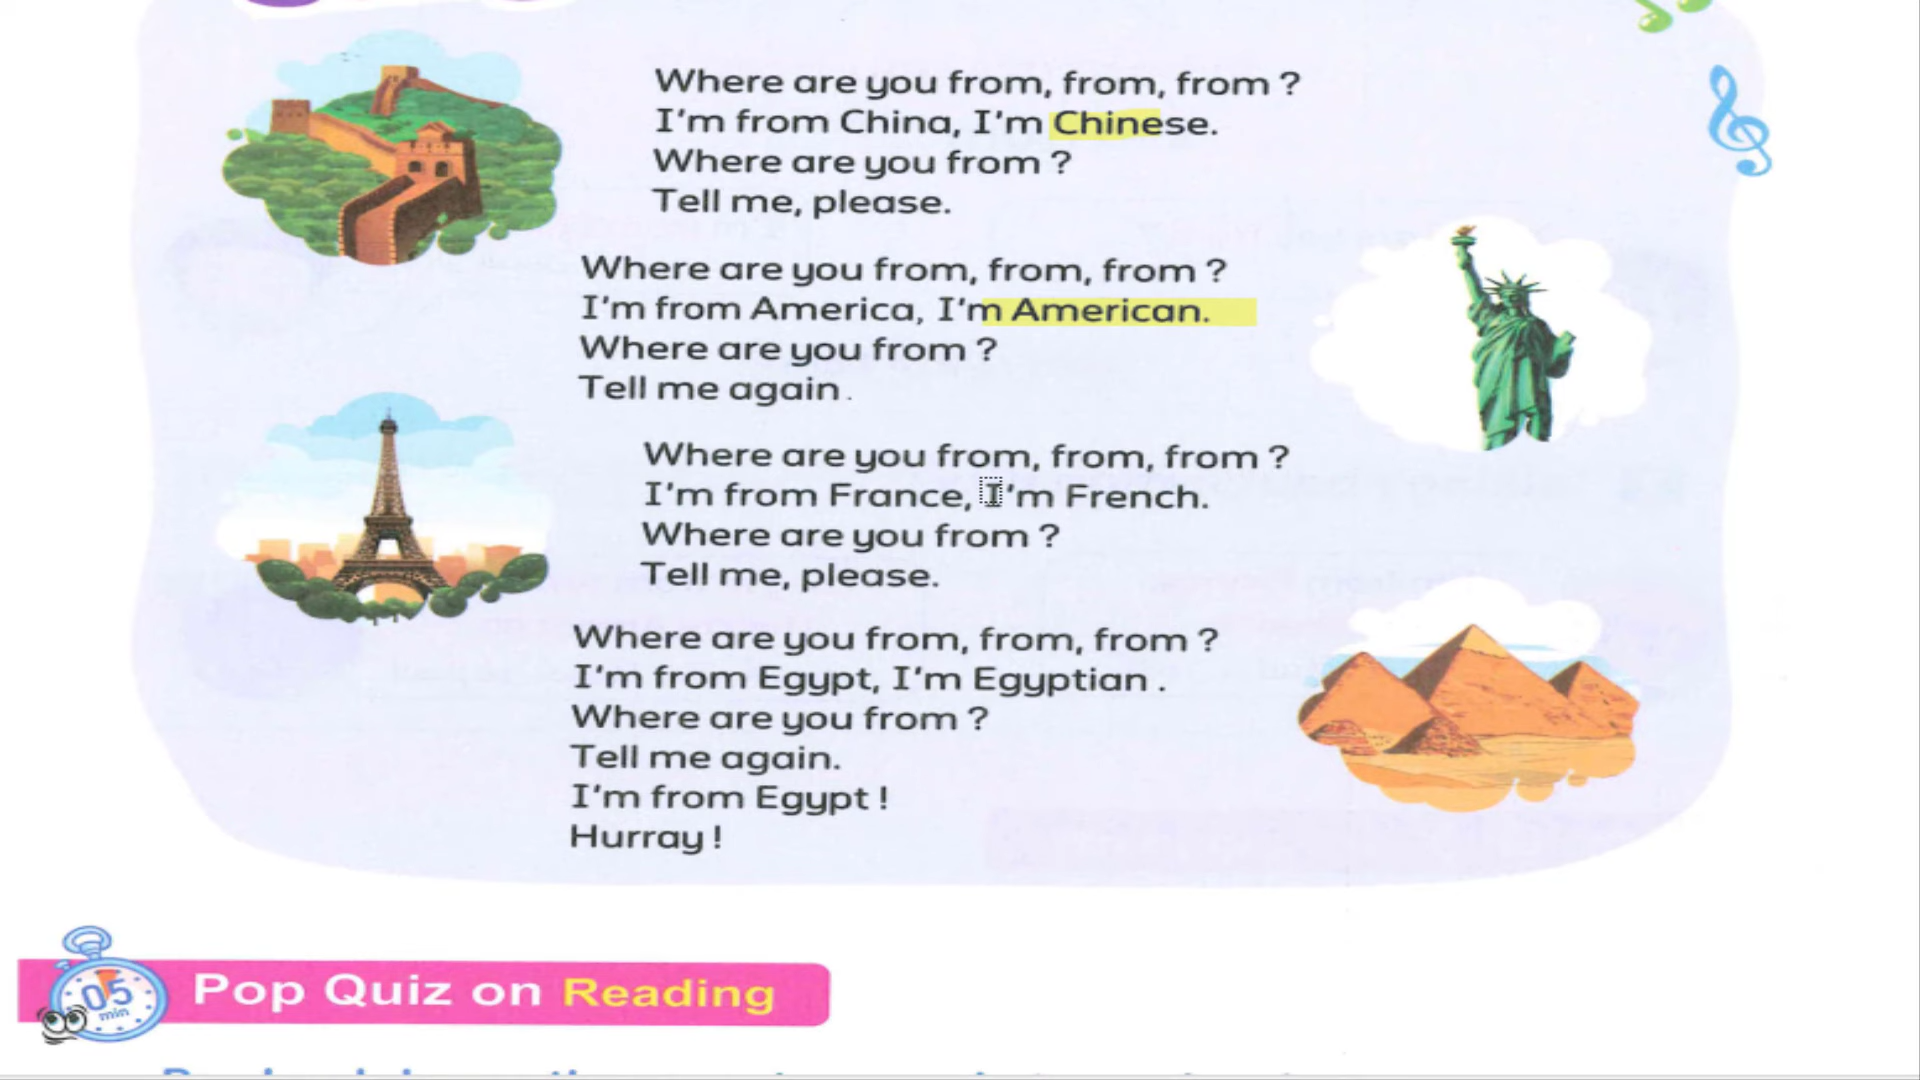 Where are you from, from, from ?
I'm from China, I'm Chinese.
Where are you from ?
Tell me, please.
Where are you from, from, from ?
I'm from America, I'm American.
Where are you from ?
Tell me again.
Where are you from, from, from ?
I'm from France, I'm French.
Where are you from ?
Tell me, please.
Where are you from, from, from ?
I'm from Egypt, I'm Egyptian .
Where are you from ?
Tell me again.
I'm from Egypt !
Hurray !
05
min
Pop Quiz on Reading